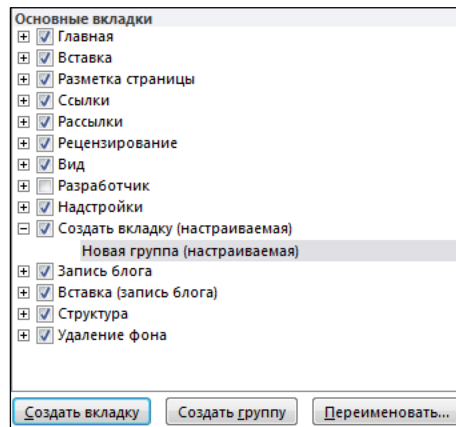 Основные вкладки
Главная
Вставка
Разметка страницы
Ссылки
Рассылки
Рецензирование
Вид
Разработчик
Надстройки
Создать вкладку (настраиваемая)
Новая группа (настраиваемая)
Запись блога
Вставка (запись блога)
Структура
Удаление фона
Создать вкладку Создать группу Переименовать...